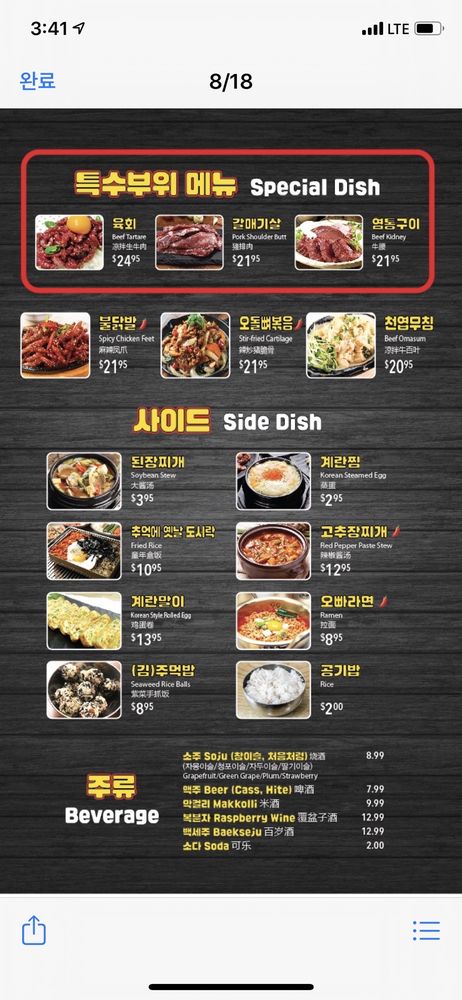 3:41
LTE
완료
8/18
특수부위 메뉴 Special Dish
육회
Beef Tartare
凉拌生牛肉
$24.95
갈매기살
Pork Shoulder Butt
猪排肉
$21.95
염통구이
Beef Kidney
牛腰
$21.95
불닭발
Spicy Chicken Feet
麻辣凤爪
$21.95
오돌뼈볶음
Stir-fried Cartilage
辣炒猪脆骨
$21.95
천엽무침
Beef Omasum
凉拌牛百叶
$20.95
사이드 Side Dish
된장찌개
Soybean Stew
大酱汤
$3.95
계란찜
Korean Steamed Egg
蒸蛋
$2.95
추억에 옛날 도시락
Fried Rice
童年盒饭
$10.95
고추장찌개
Red Pepper Paste Stew
辣椒酱汤
$12.95
계란말이
Korean Style Rolled Egg
鸡蛋卷
$13.95
오빠라면
Ramen
拉面
$8.95
(김)주먹밥
Seaweed Rice Balls
紫菜手抓饭
$8.95
공기밥
Rice
$2.00
주류
Beverage
소주 Soju (참이슬, 처음처럼) 烧酒 8.99
(자몽이슬/청포이슬/자두이슬/딸기이슬)
Grapefruit/Green Grape/Plum/Strawberry
맥주 Beer (Cass, Hite) 啤酒 7.99
막걸리 Makkolli 米酒 9.99
복분자 Raspberry Wine 覆盆子酒 12.99
백세주 Baekseju 百岁酒 12.99
소다 Soda 可乐 2.00